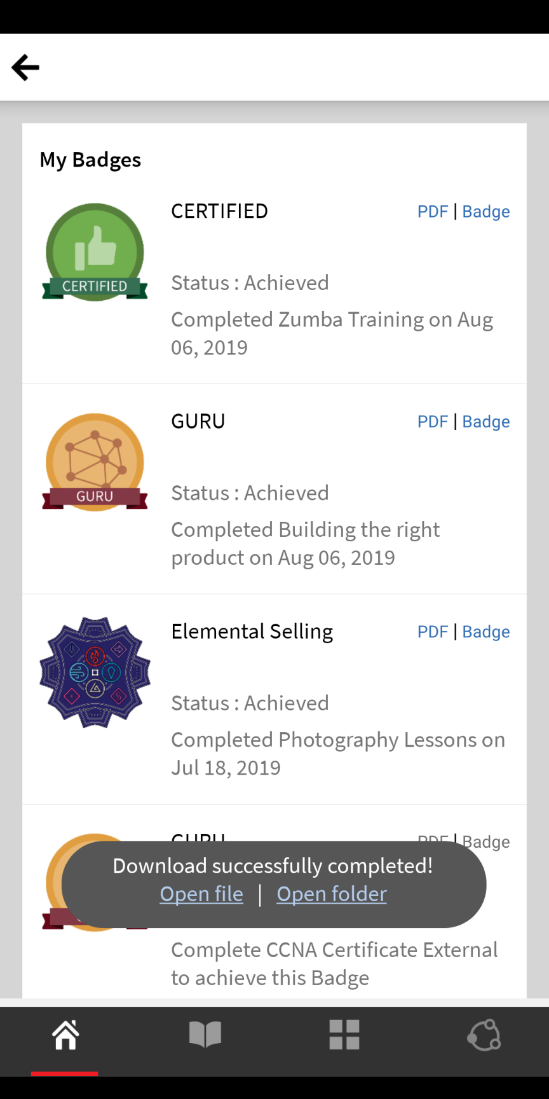 My Badges
CERTIFIED
PDF | Badge
CERTIFIED
Status : Achieved
Completed Zumba Training on Aug
06, 2019
GURU
PDF | Badge
GURU
Status : Achieved
Completed Building the right
product on Aug 06, 2019
Elemental Selling
PDF | Badge
Status : Achieved
Completed Photography Lessons on
Jul 18, 2019
GURU
PDF | Badge
Download successfully completed!
Open file | Open folder
Complete CCNA Certificate External
to achieve this Badge